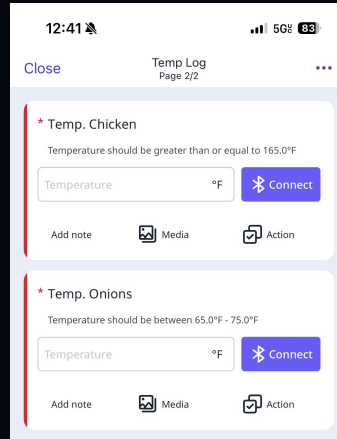 12:41
5GE 83
Close
Temp Log
Page 2/2
* Temp. Chicken
Temperature should be greater than or equal to 165.0°F
Temperature °F Connect
Add note Media Action
* Temp. Onions
Temperature should be between 65.0°F - 75.0°F
Temperature °F Connect
Add note Media Action